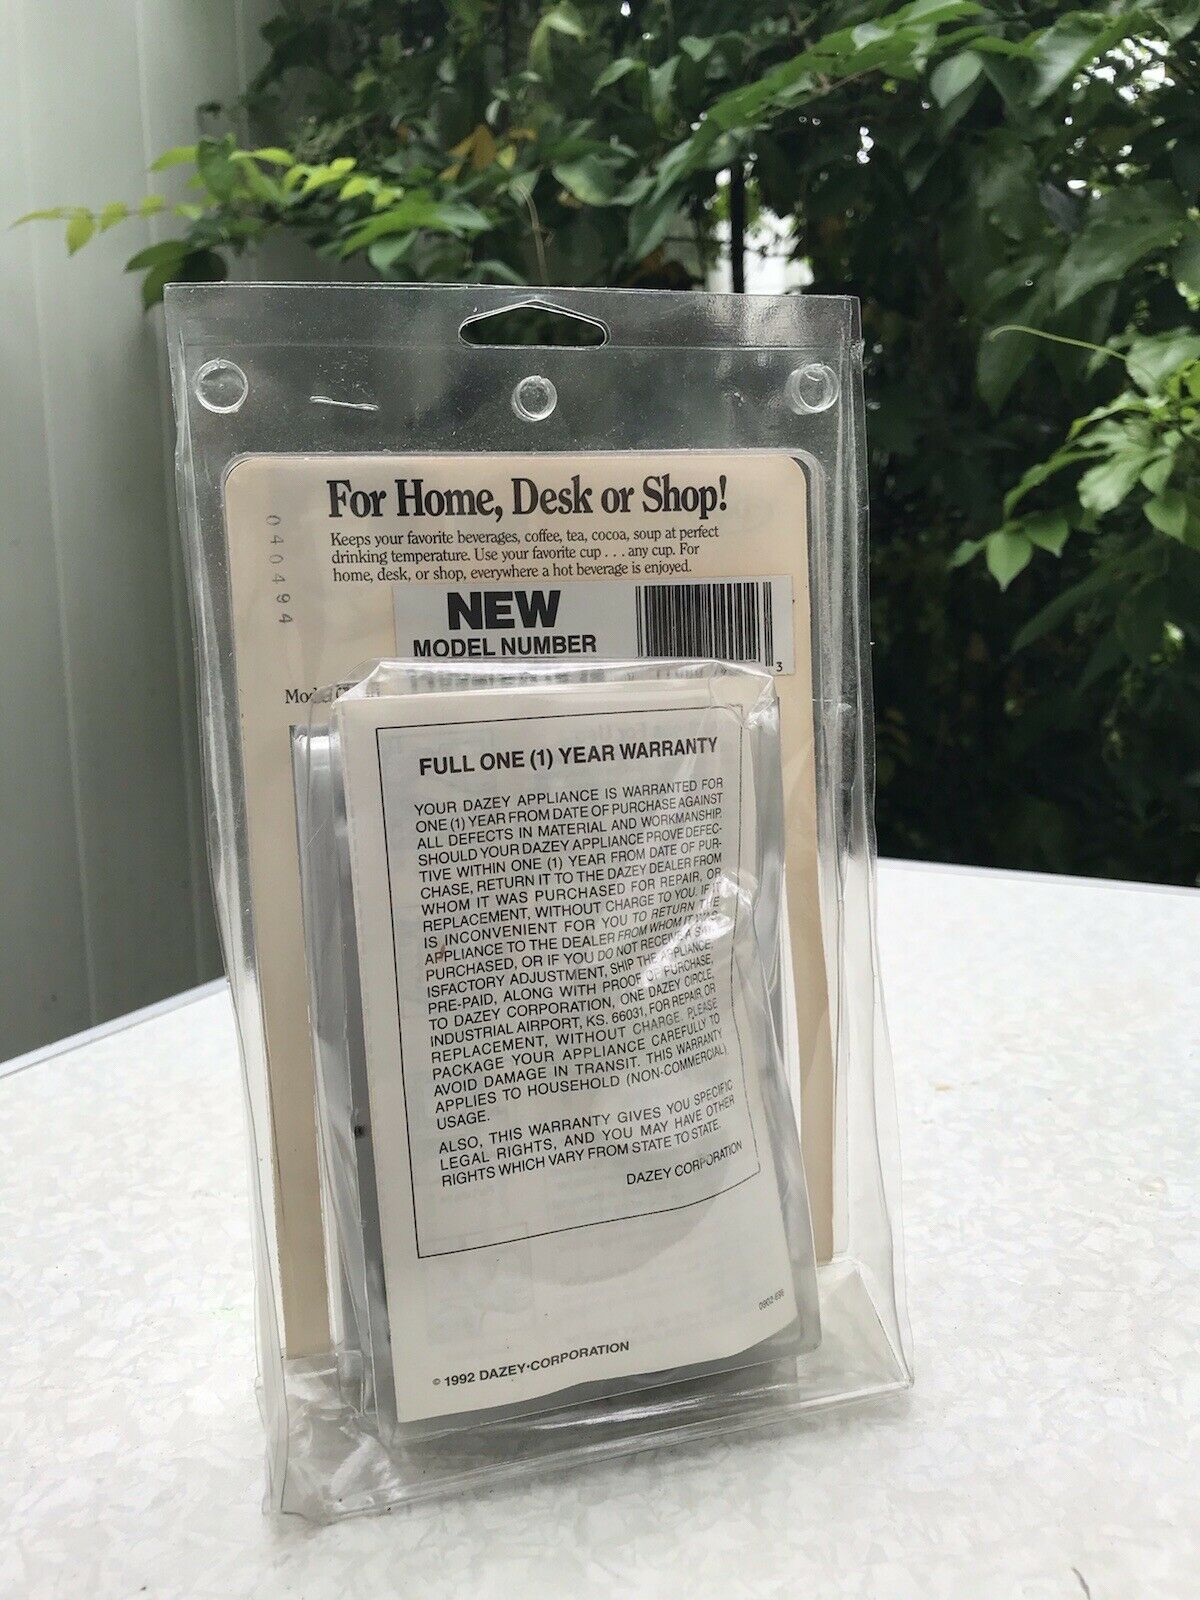 For Home, Desk or Shop!
Keeps your favorite beverages, coffee, tea, cocoa, soup at perfect
drinking temperature. Use your favorite cup . . . any cup. For
home, desk, or shop, everywhere a hot beverage is enjoyed.
040494
NEW
MODEL NUMBER
3
FULL ONE (1) YEAR WARRANTY
YOUR DAZEY APPLIANCE IS WARRANTED FOR
ONE (1) YEAR FROM DATE OF PURCHASE AGAINST
ALL DEFECTS IN MATERIAL AND WORKMANSHIP.
SHOULD YOUR DAZEY APPLIANCE PROVE DEFEC-
TIVE WITHIN ONE (1) YEAR FROM DATE OF PUR-
CHASE, RETURN IT TO THE DAZEY DEALER FROM
WHOM IT WAS PURCHASED FOR REPAIR, OR
REPLACEMENT, WITHOUT CHARGE TO YOU. IF IT
IS INCONVENIENT FOR YOU TO RETURN THE
APPLIANCE TO THE DEALER FROM WHOM IT WAS
PURCHASED, OR IF YOU DO NOT RECEIVE A SAT-
ISFACTORY ADJUSTMENT, SHIP THE APPLIANCE,
PRE-PAID, ALONG WITH PROOF OF PURCHASE,
TO DAZEY CORPORATION, ONE DAZEY CIRCLE,
INDUSTRIAL AIRPORT, KS. 66031, FOR REPAIR, OR
REPLACEMENT, WITHOUT CHARGE. PLEASE
PACKAGE YOUR APPLIANCE CAREFULLY TO
AVOID DAMAGE IN TRANSIT. THIS WARRANTY
APPLIES TO HOUSEHOLD (NON-COMMERCIAL)
USAGE.
ALSO, THIS WARRANTY GIVES YOU SPECIFIC
LEGAL RIGHTS, AND YOU MAY HAVE OTHER
RIGHTS WHICH VARY FROM STATE TO STATE.
DAZEY CORPORATION
© 1992 DAZEY•CORPORATION